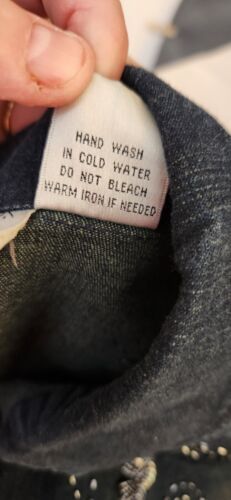 HAND WASH
IN COLD WATER
DO NOT BLEACH
WARM IRON IF NEEDED